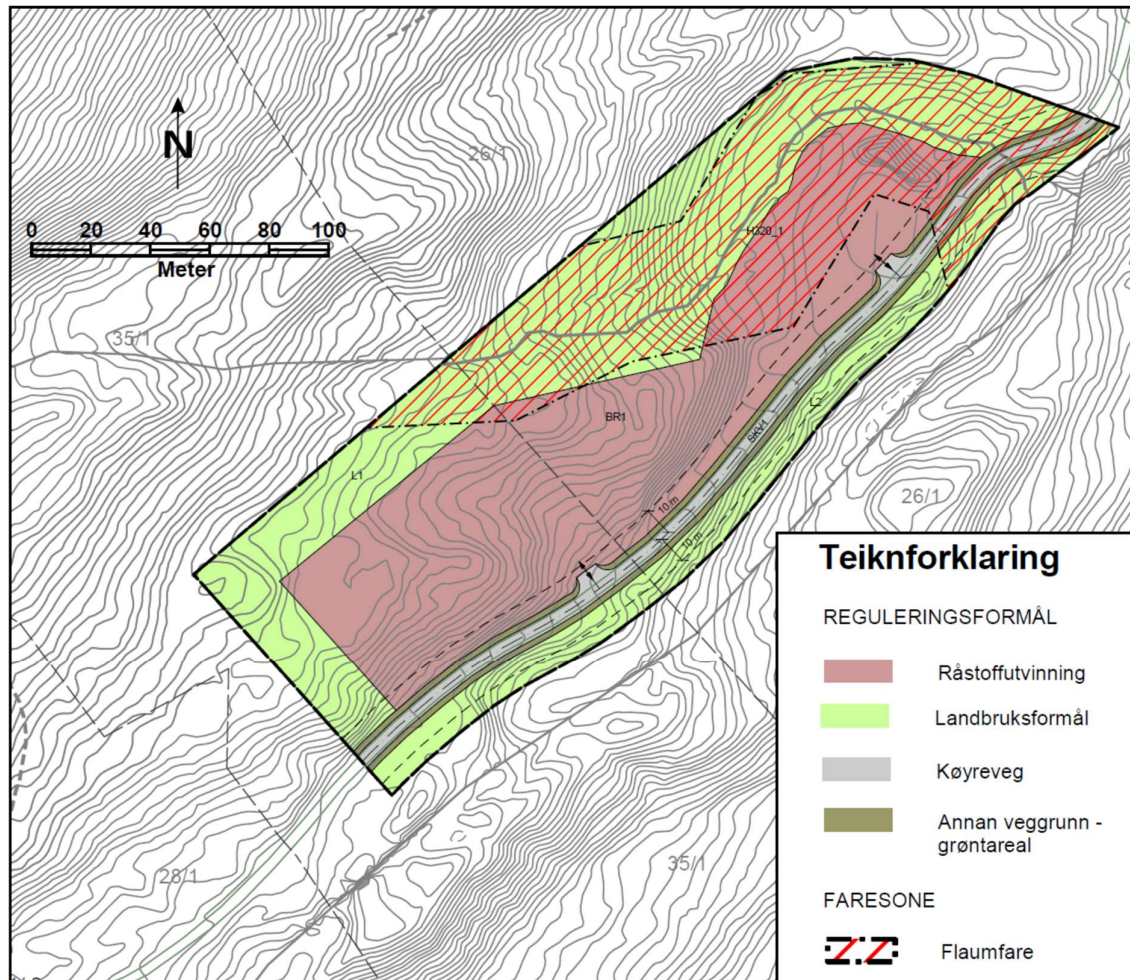 26/1
N
0 20 40 60 80 100
Meter
H320_1
35/1
BR1
L2
SKV1
L1
26/1
10 m
10 m
28/1
35/1
Teiknforklaring
REGULERINGSFORMÅL
Råstoffutvinning
Landbruksformål
Køyreveg
Annan veggrunn -
grøntareal
FARESONE
Flaumfare